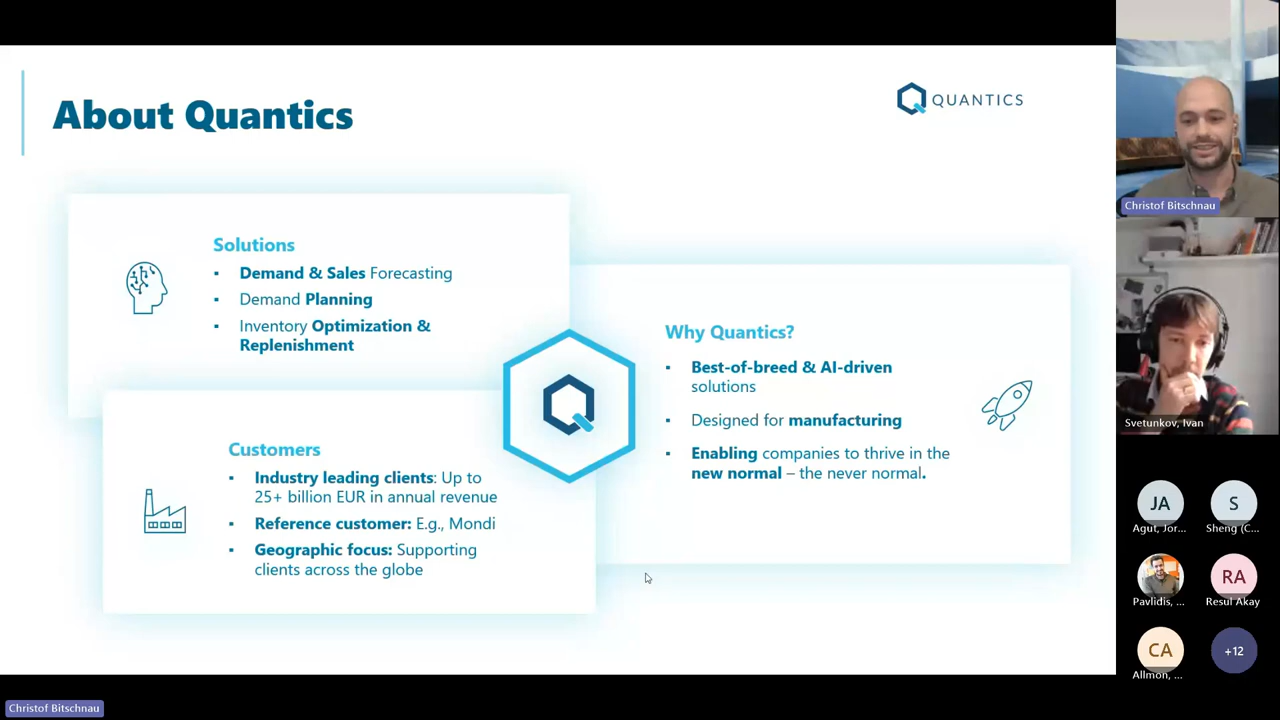 About Quantics
QUANTICS
Solutions
▪ Demand & Sales Forecasting
▪ Demand Planning
▪ Inventory Optimization &
Replenishment
Customers
▪ Industry leading clients: Up to
25+ billion EUR in annual revenue
▪ Reference customer: E.g., Mondi
▪ Geographic focus: Supporting
clients across the globe
Why Quantics?
▪ Best-of-breed & AI-driven
solutions
▪ Designed for manufacturing
▪ Enabling companies to thrive in the
new normal – the never normal.
Christof Bitschnau
Svetunkov, Ivan
JA
Agut, Jor...
S
Sheng (C...
Pavlidis, ...
RA
Resul Akay
CA
Allmon, ...
+12
Christof Bitschnau